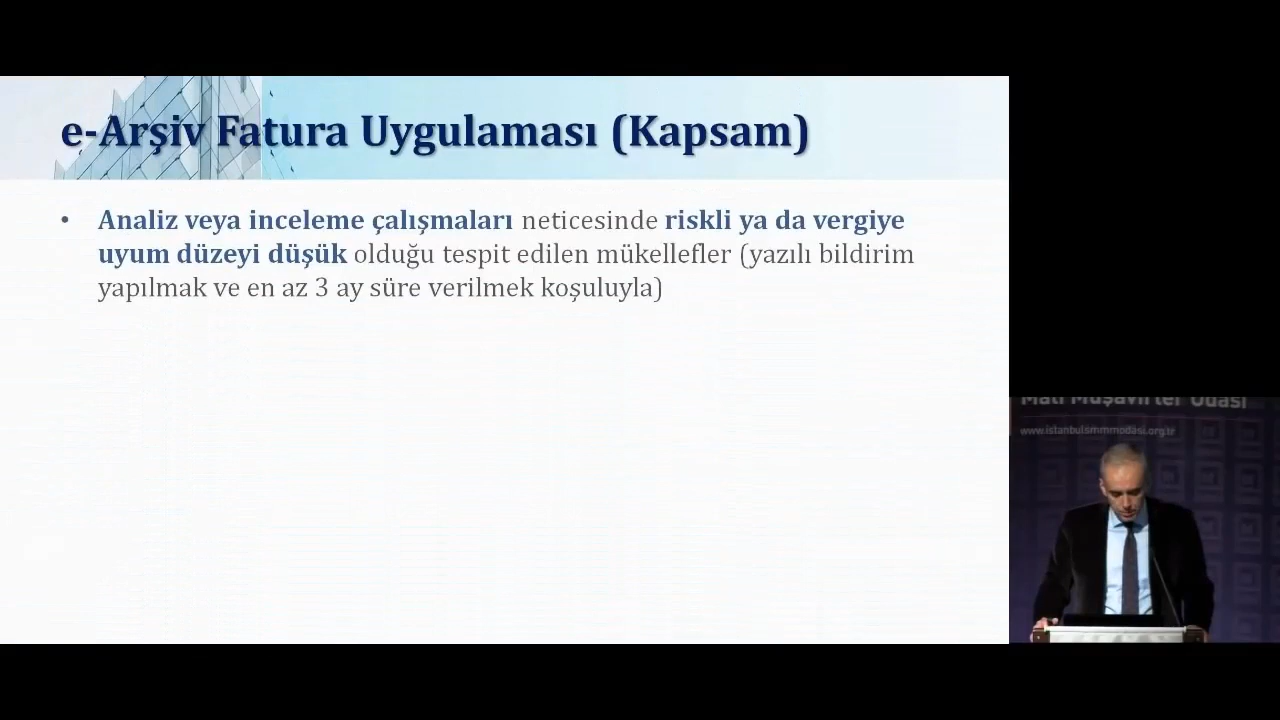 e-Arşiv Fatura Uygulaması (Kapsam)
• Analiz veya inceleme çalışmaları neticesinde riskli ya da vergiye
uyum düzeyi düşük olduğu tespit edilen mükellefler (yazılı bildirim
yapılmak ve en az 3 ay süre verilmek koşuluyla)
Mali Müşavirler Odası
www.istanbulsmmmodasi.org.tr